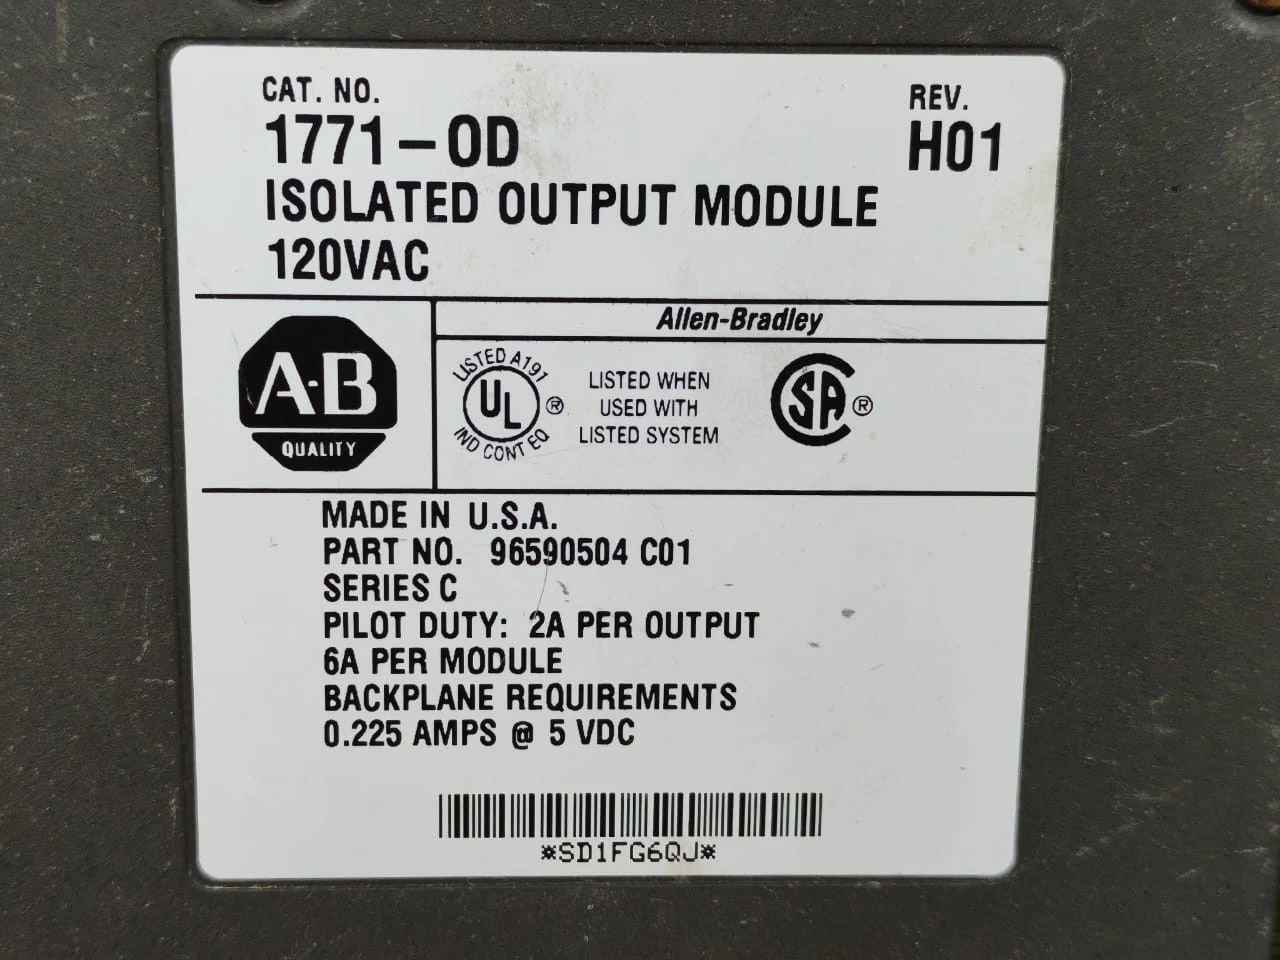 CAT. NO.
1771-OD
REV.
H01
ISOLATED OUTPUT MODULE
120VAC
Allen-Bradley
A-B
QUALITY
LISTED A191
UL ®
IND CONT EQ
LISTED WHEN
USED WITH
LISTED SYSTEM
SA ®
MADE IN U.S.A.
PART NO. 96590504 C01
SERIES C
PILOT DUTY: 2A PER OUTPUT
6A PER MODULE
BACKPLANE REQUIREMENTS
0.225 AMPS @ 5 VDC
*SD1FG6QJ*